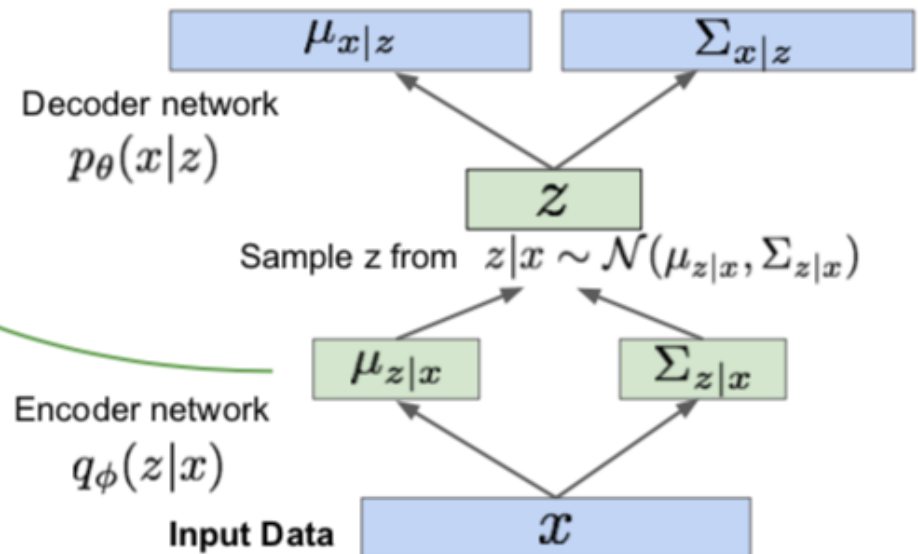 μ_{x|z} Σ_{x|z}
Decoder network
p_θ(x|z)
z
Sample z from z|x ∼ 𝒩(μ_{z|x}, Σ_{z|x})
μ_{z|x} Σ_{z|x}
Encoder network
q_ϕ(z|x)
Input Data x